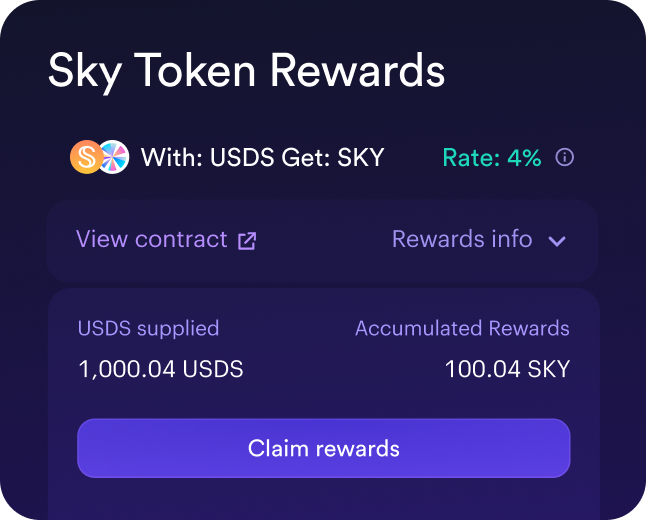 Sky Token Rewards
With: USDS Get: SKY Rate: 4%
View contract Rewards info
USDS supplied Accumulated Rewards
1,000.04 USDS 100.04 SKY
Claim rewards